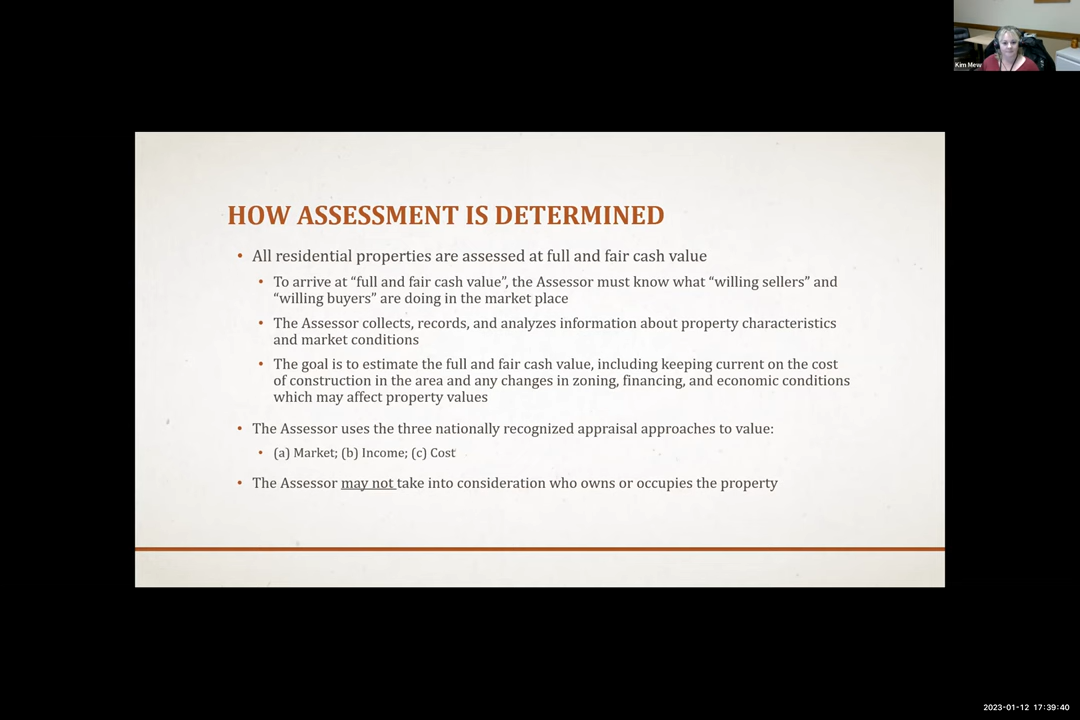 Kim Mew
HOW ASSESSMENT IS DETERMINED
• All residential properties are assessed at full and fair cash value
• To arrive at “full and fair cash value”, the Assessor must know what “willing sellers” and
“willing buyers” are doing in the market place
• The Assessor collects, records, and analyzes information about property characteristics
and market conditions
• The goal is to estimate the full and fair cash value, including keeping current on the cost
of construction in the area and any changes in zoning, financing, and economic conditions
which may affect property values
• The Assessor uses the three nationally recognized appraisal approaches to value:
• (a) Market; (b) Income; (c) Cost
• The Assessor may not take into consideration who owns or occupies the property
2023-01-12 17:39:40